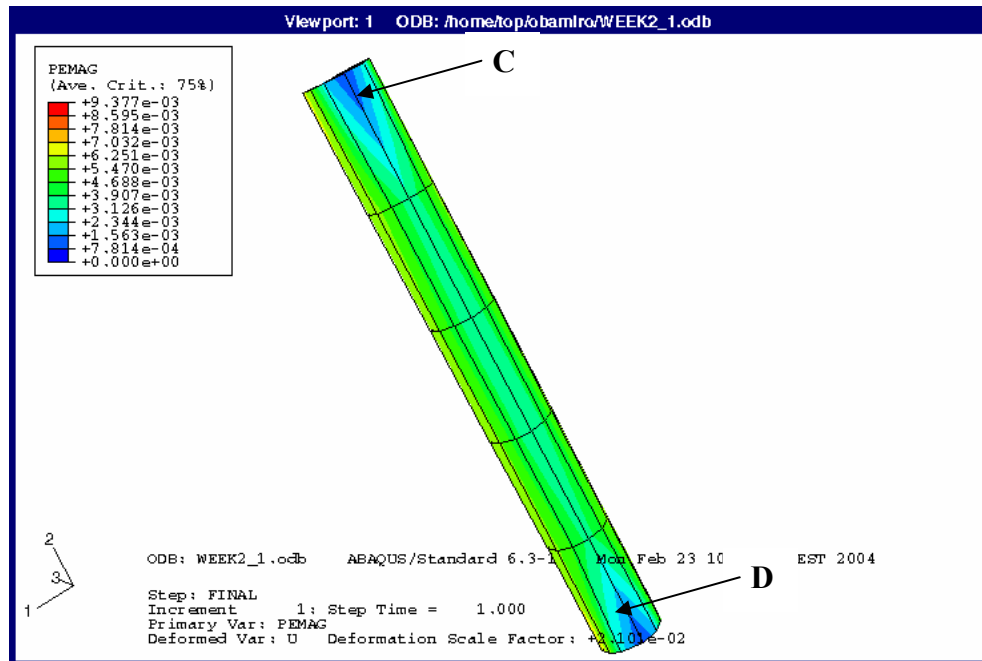 Viewport: 1 ODB: /home/top/obamiro/WEEK2_1.odb
C
PEMAG
(Ave. Crit.: 75%)
+9.377e-03
+8.595e-03
+7.814e-03
+7.032e-03
+6.251e-03
+5.470e-03
+4.688e-03
+3.907e-03
+3.126e-03
+2.344e-03
+1.563e-03
+7.814e-04
+0.000e+00
2
3
1
ODB: WEEK2_1.odb ABAQUS/Standard 6.3-1 Mon Feb 23 10 EST 2004
D
Step: FINAL
Increment 1: Step Time = 1.000
Primary Var: PEMAG
Deformed Var: U Deformation Scale Factor: +2.101e-02